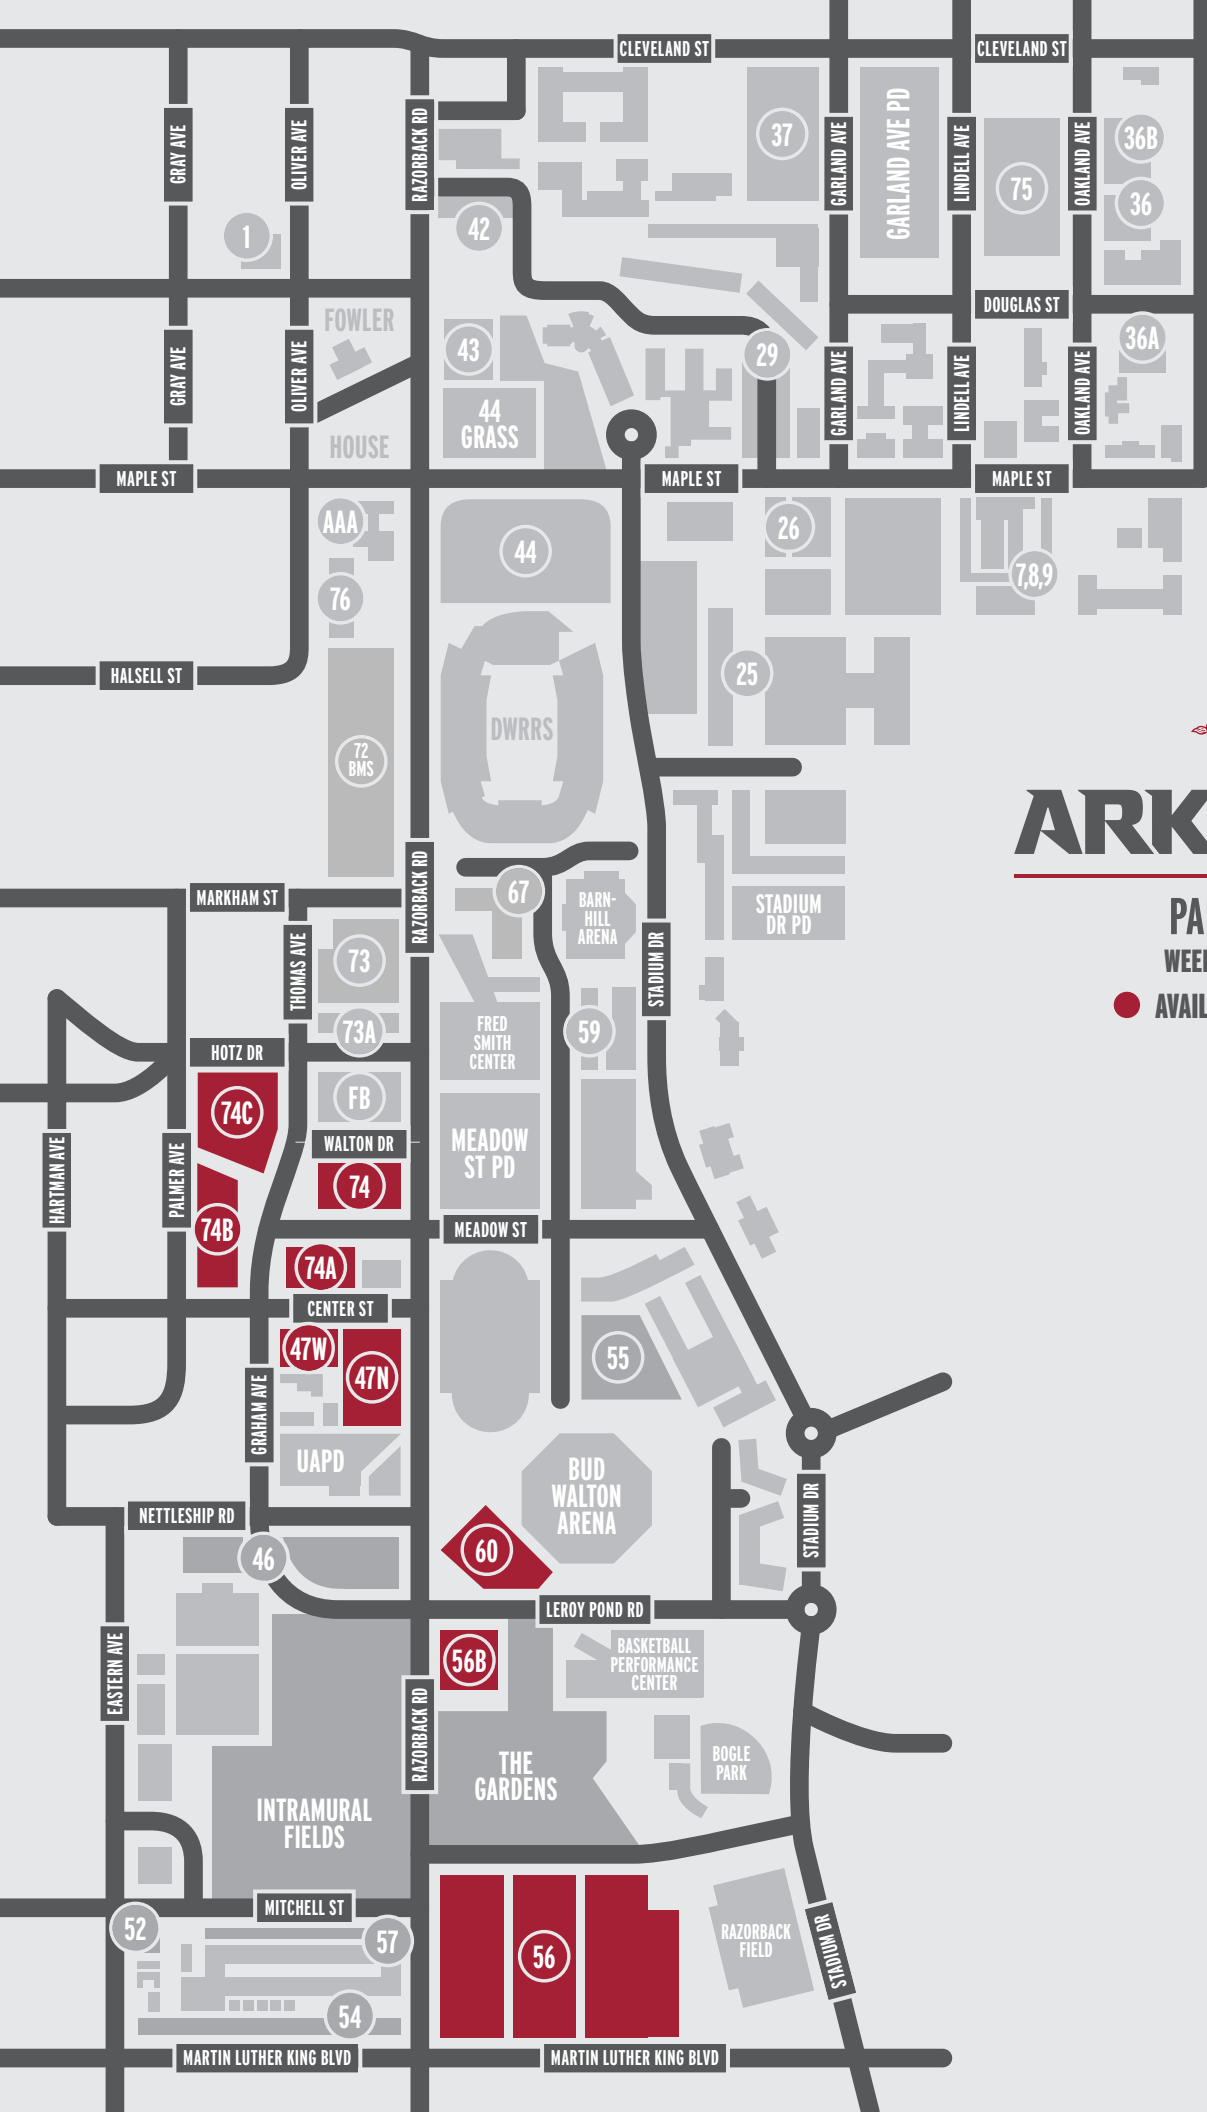 CLEVELAND ST
CLEVELAND ST
GRAY AVE
OLIVER AVE
RAZORBACK RD
37
GARLAND AVE
GARLAND AVE PD
LINDELL AVE
75
OAKLAND AVE
36B
36
1
42
DOUGLAS ST
FOWLER
HOUSE
GRAY AVE
OLIVER AVE
43
44
GRASS
29
GARLAND AVE
LINDELL AVE
OAKLAND AVE
36A
MAPLE ST
MAPLE ST
MAPLE ST
AAA
44
26
7,8,9
76
HALSELL ST
25
DWRRS
72
BMS
ARK
PA
WEE
AVAIL
MARKHAM ST
RAZORBACK RD
67
BARN-
HILL
ARENA
STADIUM
DR PD
THOMAS AVE
73
STADIUM DR
73A
FRED
SMITH
CENTER
59
HOTZ DR
74C
FB
HARTMAN AVE
PALMER AVE
WALTON DR
MEADOW
ST PD
74
74B
MEADOW ST
74A
CENTER ST
47W
47N
55
GRAHAM AVE
UAPD
BUD
WALTON
ARENA
NETTLESHIP RD
STADIUM DR
46
60
LEROY POND RD
EASTERN AVE
56B
BASKETBALL
PERFORMANCE
CENTER
RAZORBACK RD
THE
GARDENS
BOGLE
PARK
INTRAMURAL
FIELDS
MITCHELL ST
52
57
56
RAZORBACK
FIELD
STADIUM DR
54
MARTIN LUTHER KING BLVD
MARTIN LUTHER KING BLVD